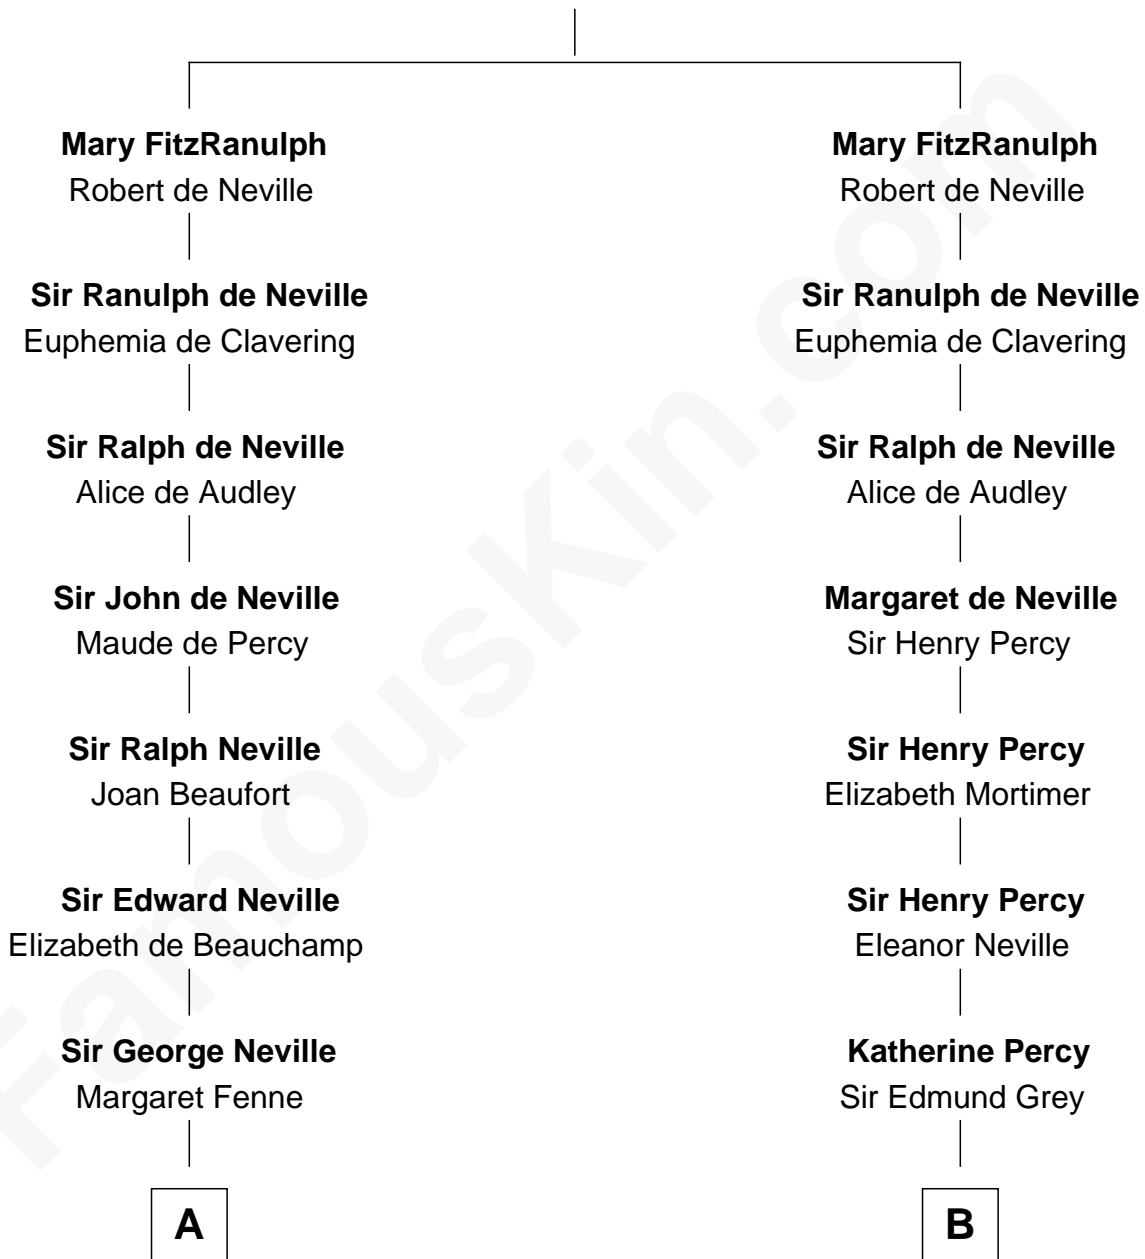 Mary FitzRanulph
Robert de Neville
Sir Ranulph de Neville
Euphemia de Clavering
Sir Ralph de Neville
Alice de Audley
Sir John de Neville
Maude de Percy
Sir Ralph Neville
Joan Beaufort
Sir Edward Neville
Elizabeth de Beauchamp
Sir George Neville
Margaret Fenne
A
Mary FitzRanulph
Robert de Neville
Sir Ranulph de Neville
Euphemia de Clavering
Sir Ralph de Neville
Alice de Audley
Margaret de Neville
Sir Henry Percy
Sir Henry Percy
Elizabeth Mortimer
Sir Henry Percy
Eleanor Neville
Katherine Percy
Sir Edmund Grey
B
FamousKin.com